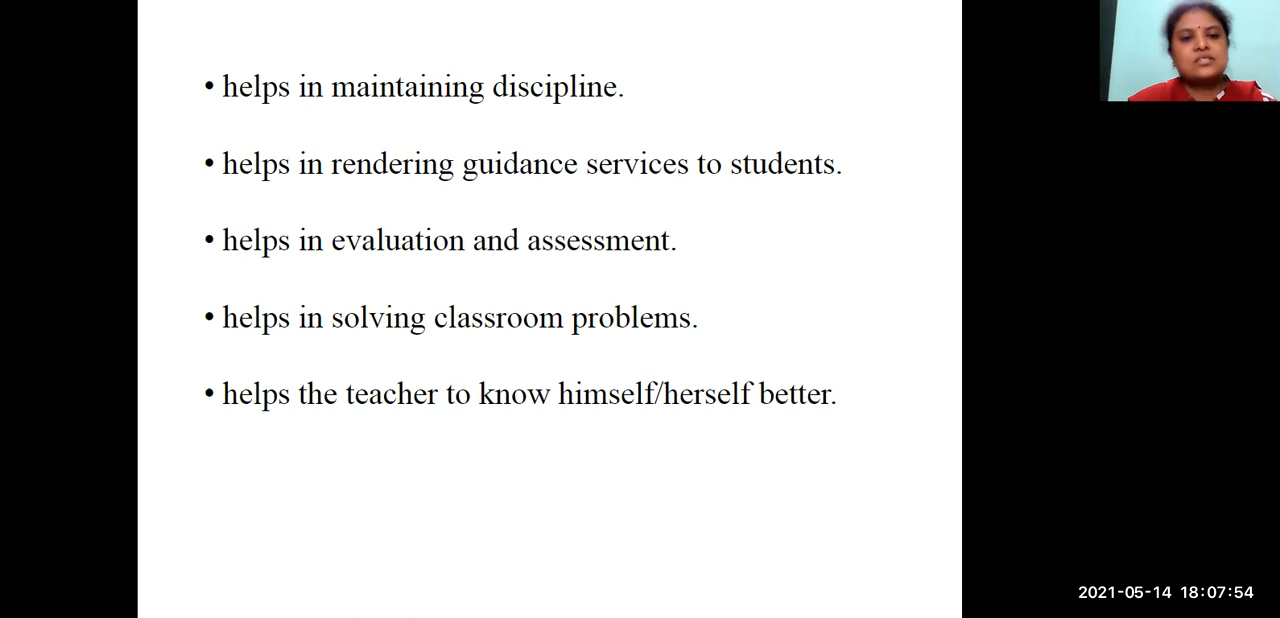 • helps in maintaining discipline.
• helps in rendering guidance services to students.
• helps in evaluation and assessment.
• helps in solving classroom problems.
• helps the teacher to know himself/herself better.
2021-05-14 18:07:54